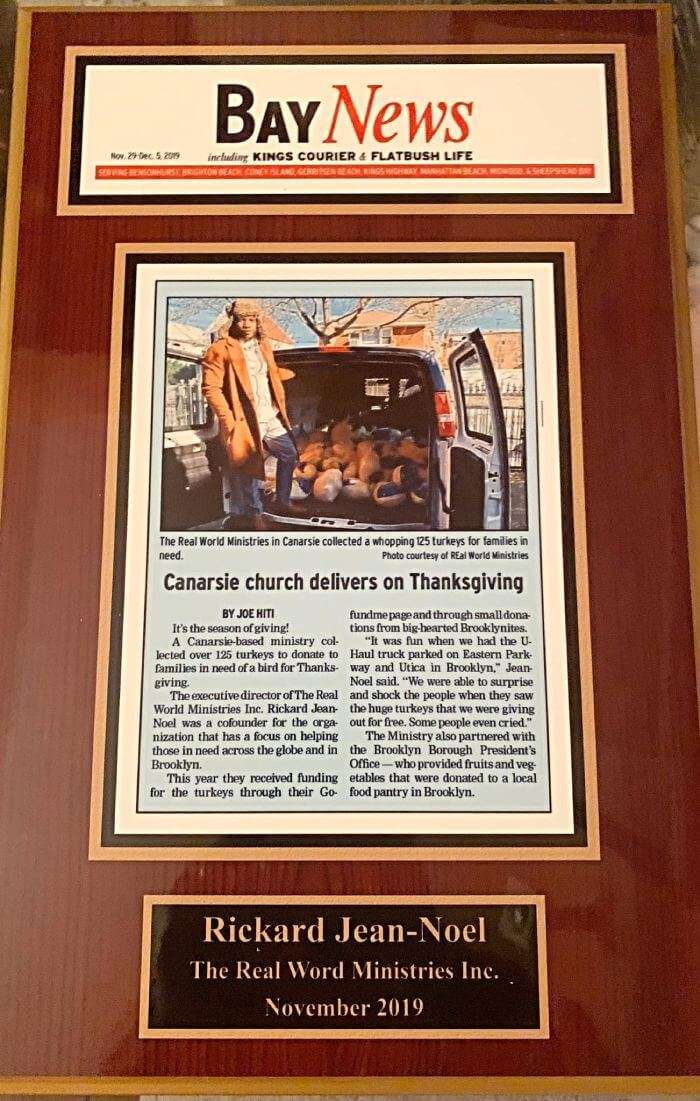 BAY News
Nov. 29-Dec. 5, 2019
including KINGS COURIER & FLATBUSH LIFE
SERVING BENSONHURST, BRIGHTON BEACH, CONEY ISLAND, GERRITSEN BEACH, KINGS HIGHWAY, MANHATTAN BEACH, MIDWOOD, & SHEEPSHEAD BAY
The Real World Ministries in Canarsie collected a whopping 125 turkeys for families in
need.
Photo courtesy of REal World Ministries
Canarsie church delivers on Thanksgiving
BY JOE HITI
It's the season of giving!
A Canarsie-based ministry col-
lected over 125 turkeys to donate to
families in need of a bird for Thanks-
giving.
The executive director of The Real
World Ministries Inc. Rickard Jean-
Noel was a cofounder for the orga-
nization that has a focus on helping
those in need across the globe and in
Brooklyn.
This year they received funding
for the turkeys through their Go-
fundme page and through small dona-
tions from big-hearted Brooklynites.
"It was fun when we had the U-
Haul truck parked on Eastern Park-
way and Utica in Brooklyn," Jean-
Noel said. "We were able to surprise
and shock the people when they saw
the huge turkeys that we were giving
out for free. Some people even cried."
The Ministry also partnered with
the Brooklyn Borough President's
Office — who provided fruits and veg-
etables that were donated to a local
food pantry in Brooklyn.
Rickard Jean-Noel
The Real Word Ministries Inc.
November 2019